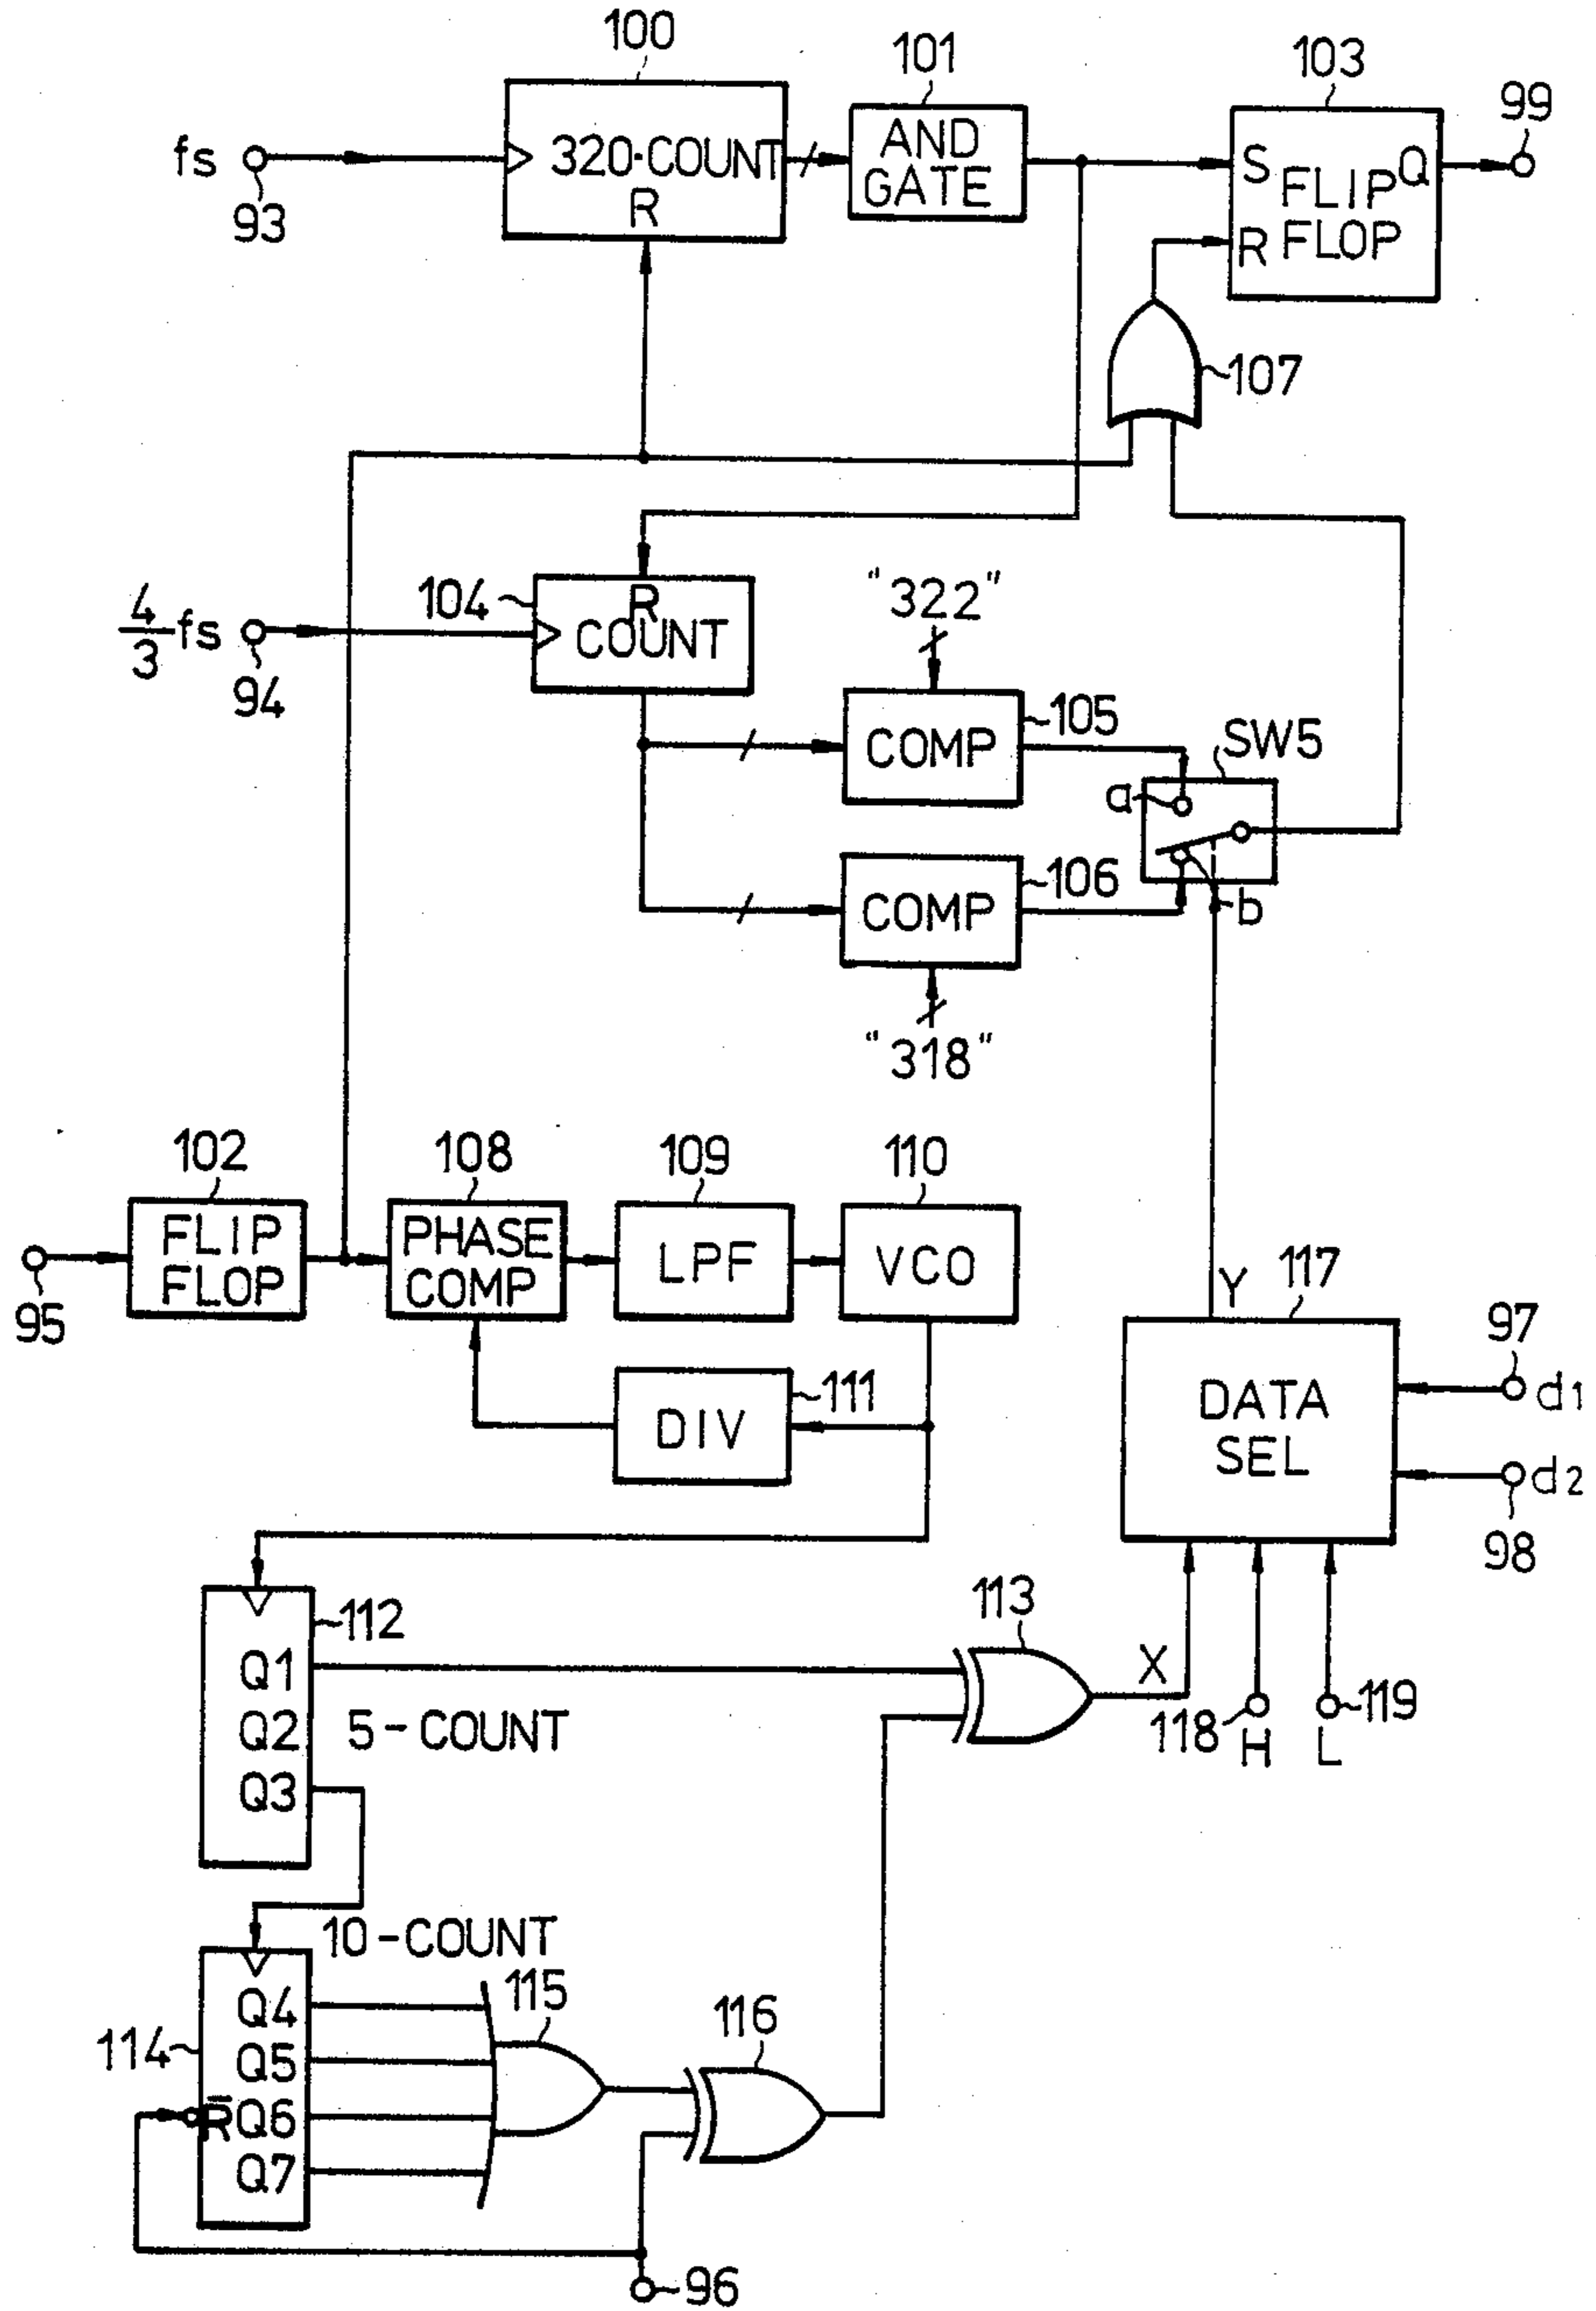 100
101
103
99
fs
93
320-COUNT
R
AND
GATE
S
FLIP
FLOP
Q
R
107
4/3 fs
94
104
R
COUNT
"322"
COMP
105
SW5
a
b
COMP
106
"318"
102
108
109
110
FLIP
FLOP
95
PHASE
COMP
LPF
VCO
DIV
111
Y
117
DATA
SEL
97
d1
d2
98
112
Q1
Q2
Q3
5-COUNT
113
X
118
H
L
119
10-COUNT
114
Q4
Q5
R̅
Q6
Q7
115
116
96